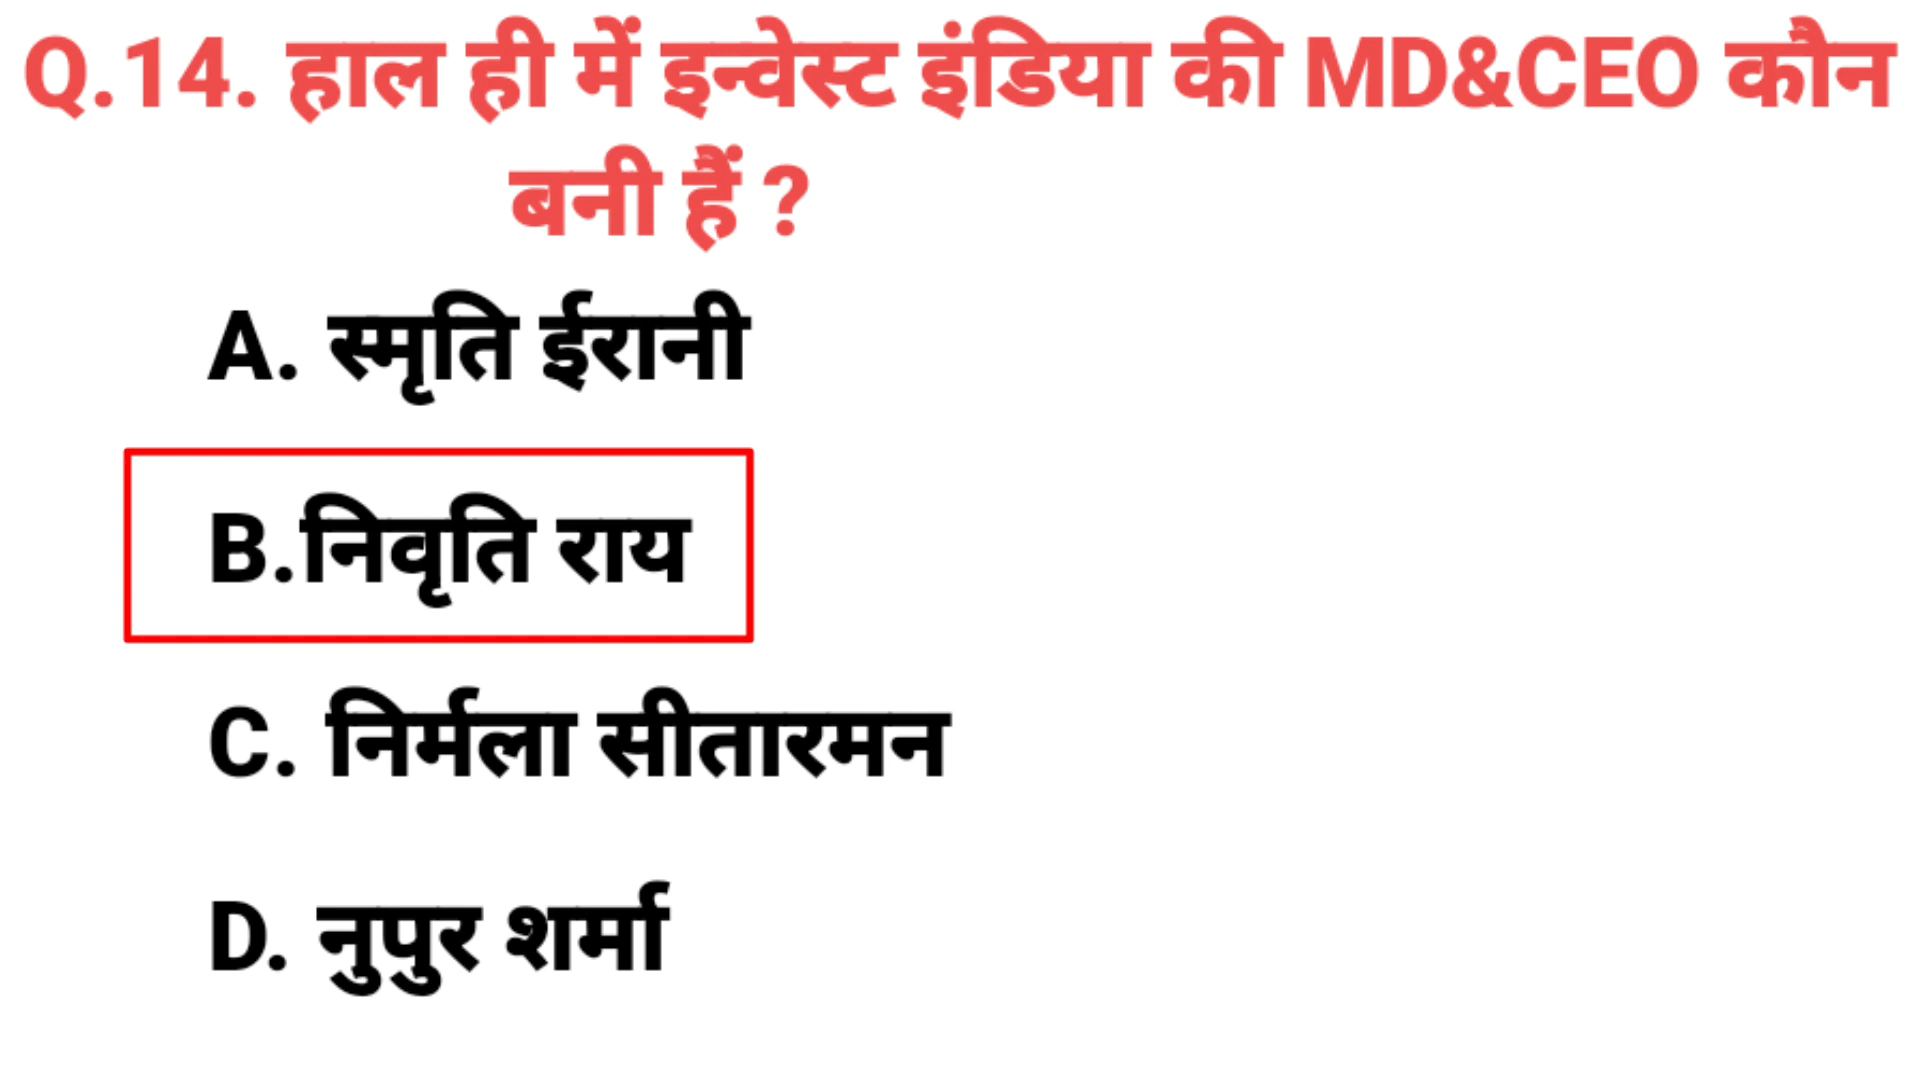 Q.14. हाल ही में इन्वेस्ट इंडिया की MD&CEO कौन
बनी हैं ?
A. स्मृति ईरानी
B.निवृति राय
C. निर्मला सीतारमन
D. नुपुर शर्मा